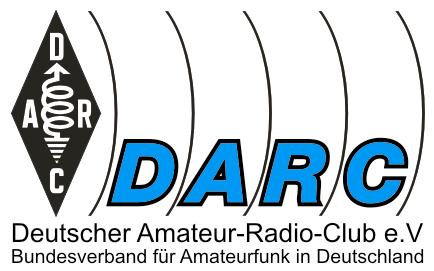 D
A R
C
DARC
Deutscher Amateur-Radio-Club e.V
Bundesverband für Amateurfunk in Deutschland